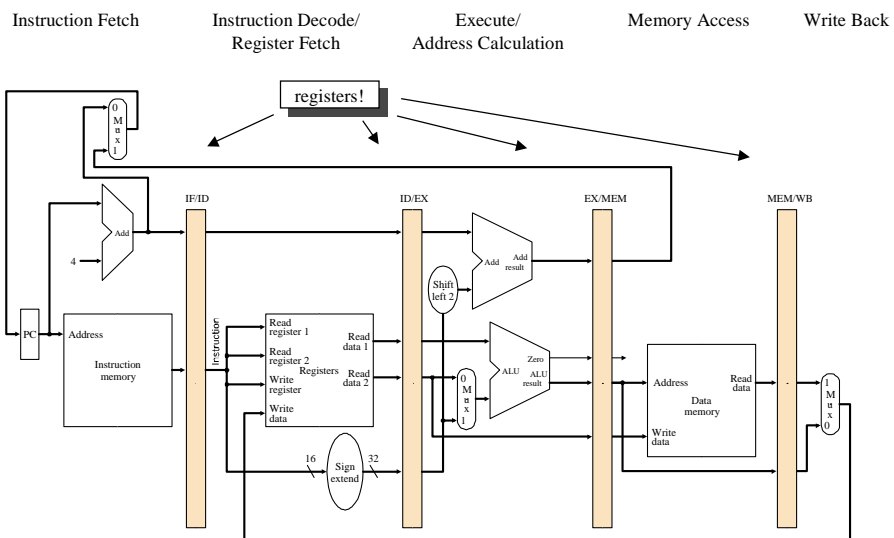 Instruction Fetch
Instruction Decode/
Register Fetch
Execute/
Address Calculation
Memory Access
Write Back
registers!
0
M
u
x
1
IF/ID
ID/EX
EX/MEM
MEM/WB
Add
4
Add
Add
result
Shift
left 2
PC
Address
Instruction
memory
Instruction
Read
register 1
Read
register 2
Write
register
Write
data
Registers
Read
data 1
Read
data 2
0
M
u
x
1
Zero
ALU
ALU
result
Address
Write
data
Data
memory
Read
data
1
M
u
x
0
16
Sign
extend
32